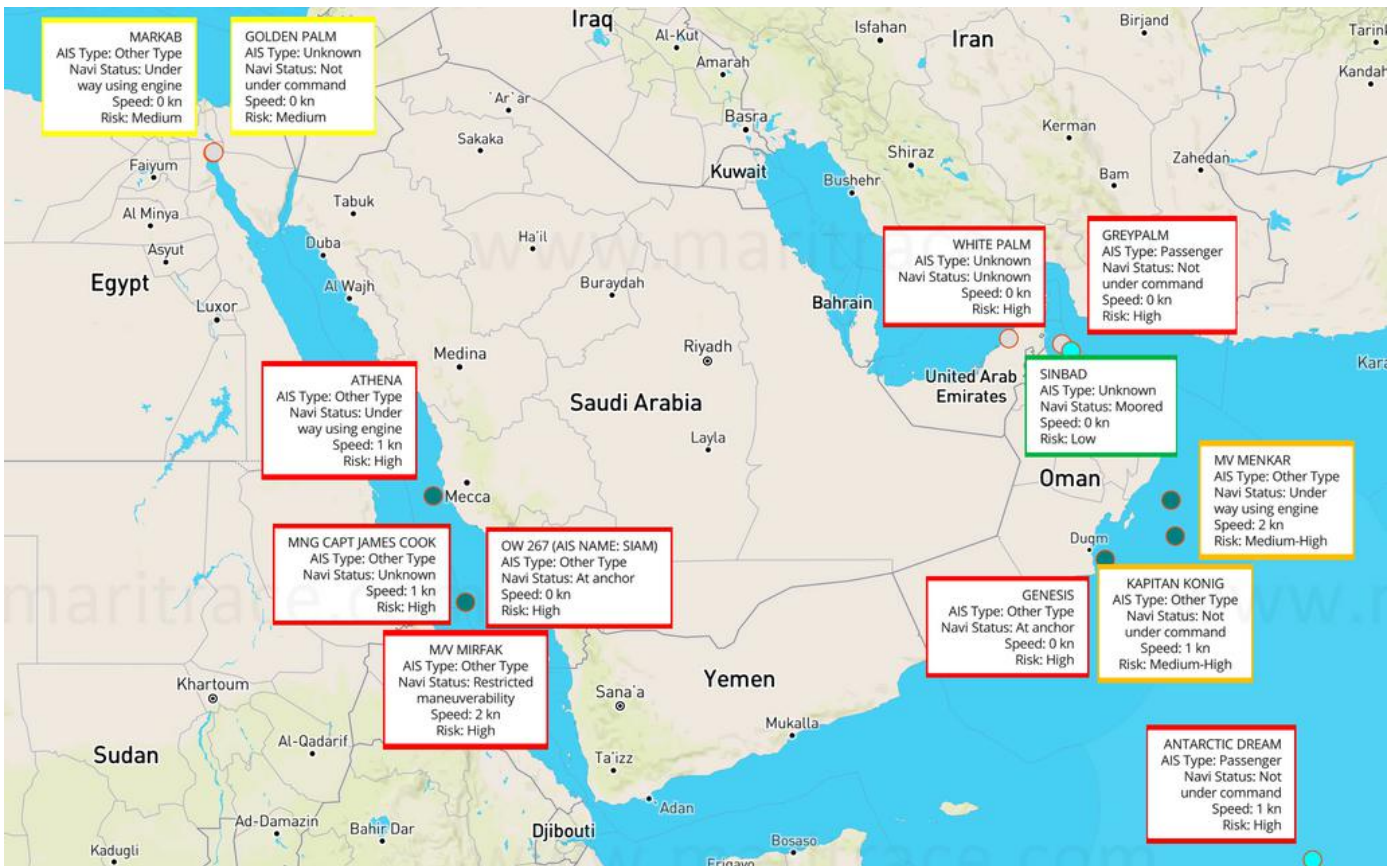 MARKAB
AIS Type: Other Type
Navi Status: Under
way using engine
Speed: 0 kn
Risk: Medium
GOLDEN PALM
AIS Type: Unknown
Navi Status: Not
under command
Speed: 0 kn
Risk: Medium
Iraq
Al-Kut
Amarah
Isfahan
Iran
Birjand
Tarink
Kandah
'Ar'ar
Sakaka
Basra
Kerman
Shiraz
Zahedan
Bam
Kuwait
Bushehr
Faiyum
Al Minya
Asyut
Egypt
Luxor
Tabuk
Duba
Al Wajh
Ha'il
Buraydah
www.maritrace
Bahrain
WHITE PALM
AIS Type: Unknown
Navi Status: Unknown
Speed: 0 kn
Risk: High
GREYPALM
AIS Type: Passenger
Navi Status: Not
under command
Speed: 0 kn
Risk: High
Medina
Riyadh
United Arab
Emirates
Kara
ATHENA
AIS Type: Other Type
Navi Status: Under
way using engine
Speed: 1 kn
Risk: High
Saudi Arabia
Layla
SINBAD
AIS Type: Unknown
Navi Status: Moored
Speed: 0 kn
Risk: Low
Mecca
Oman
MV MENKAR
AIS Type: Other Type
Navi Status: Under
way using engine
Speed: 2 kn
Risk: Medium-High
MNG CAPT JAMES COOK
AIS Type: Other Type
Navi Status: Unknown
Speed: 1 kn
Risk: High
OW 267 (AIS NAME: SIAM)
AIS Type: Other Type
Navi Status: At anchor
Speed: 0 kn
Risk: High
Duqm
maritrace.c
www.m
GENESIS
AIS Type: Other Type
Navi Status: At anchor
Speed: 0 kn
Risk: High
KAPITAN KONIG
AIS Type: Other Type
Navi Status: Not
under command
Speed: 1 kn
Risk: Medium-High
M/V MIRFAK
AIS Type: Other Type
Navi Status: Restricted
maneuverability
Speed: 2 kn
Risk: High
Khartoum
Sana'a
Yemen
Mukalla
Sudan
Al-Qadarif
Ta'izz
'Adan
ANTARCTIC DREAM
AIS Type: Passenger
Navi Status: Not
under command
Speed: 1 kn
Risk: High
Ad-Damazin
Bahir Dar
Djibouti
Bosaso
Kadugli
Erigavo